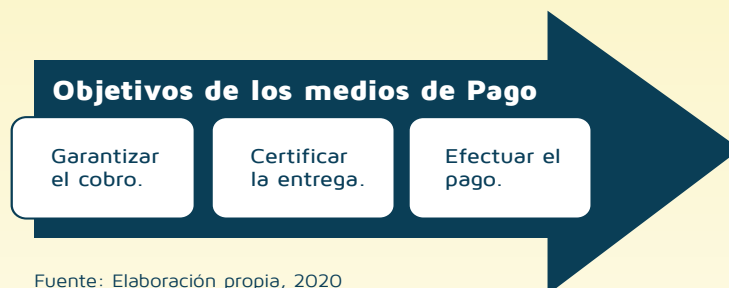 Objetivos de los medios de Pago
Garantizar
el cobro.
Certificar
la entrega.
Efectuar el
pago.
Fuente: Elaboración propia, 2020